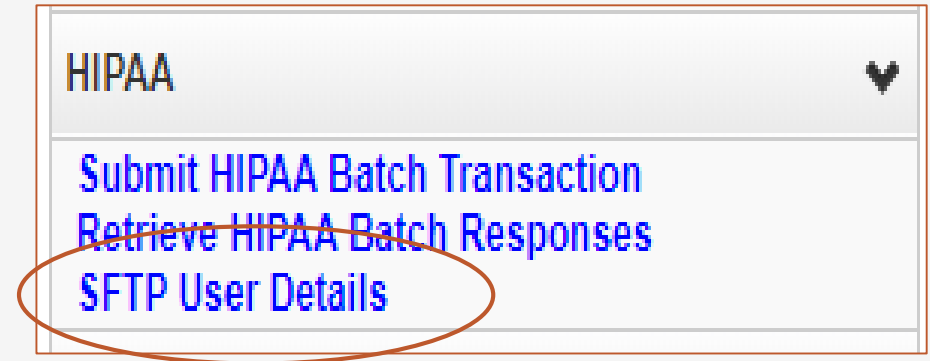 HIPAA
Submit HIPAA Batch Transaction
Retrieve HIPAA Batch Responses
SFTP User Details